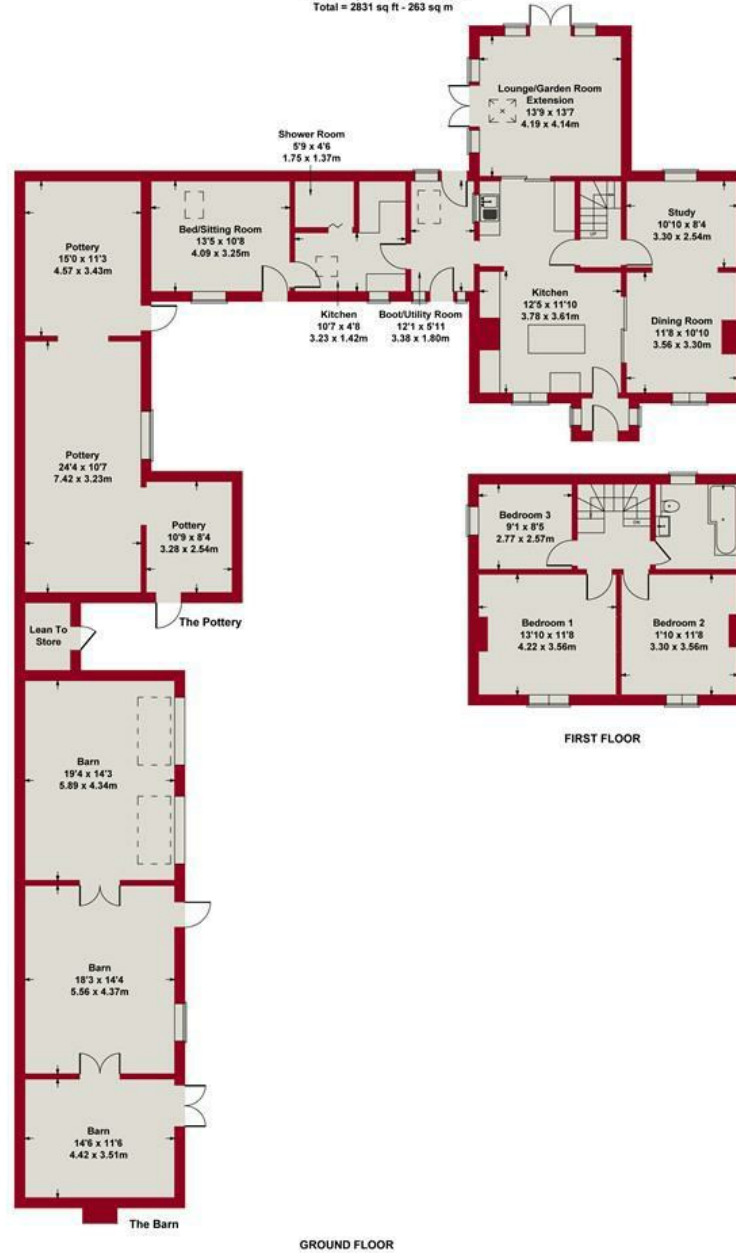 Total = 2831 sq ft - 263 sq m
Lounge/Garden Room
Extension
13'9 x 13'7
4.19 x 4.14m
Shower Room
5'9 x 4'6
1.75 x 1.37m
Pottery
15'0 x 11'3
4.57 x 3.43m
Bed/Sitting Room
13'5 x 10'8
4.09 x 3.25m
UP
Study
10'10 x 8'4
3.30 x 2.54m
Kitchen
10'7 x 4'8
3.23 x 1.42m
Boot/Utility Room
12'1 x 5'11
3.38 x 1.80m
Kitchen
12'5 x 11'10
3.78 x 3.61m
Dining Room
11'8 x 10'10
3.56 x 3.30m
Pottery
24'4 x 10'7
7.42 x 3.23m
Pottery
10'9 x 8'4
3.28 x 2.54m
The Pottery
Lean To
Store
Bedroom 3
9'1 x 8'5
2.77 x 2.57m
DN
Bedroom 1
13'10 x 11'8
4.22 x 3.56m
Bedroom 2
1'10 x 11'8
3.30 x 3.56m
FIRST FLOOR
Barn
19'4 x 14'3
5.89 x 4.34m
Barn
18'3 x 14'4
5.56 x 4.37m
Barn
14'6 x 11'6
4.42 x 3.51m
The Barn
GROUND FLOOR